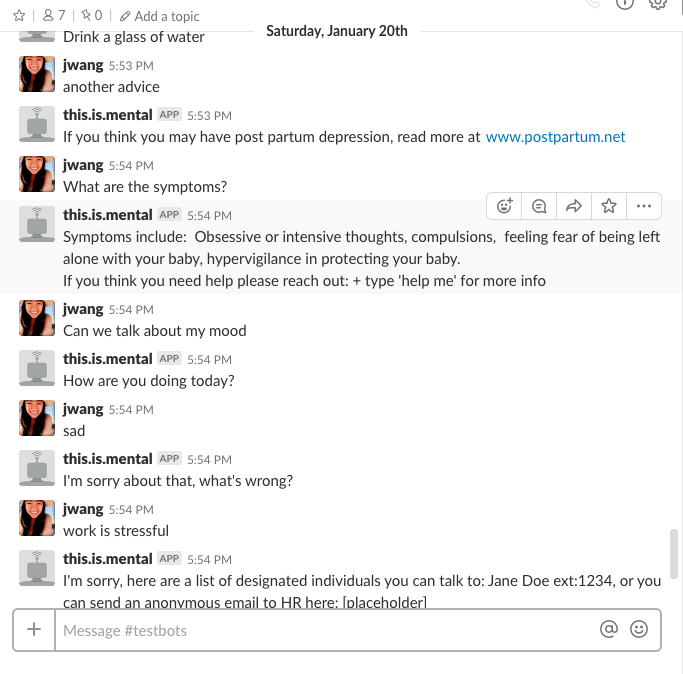 7 | 0 | Add a topic
Drink a glass of water
Saturday, January 20th
jwang 5:53 PM
another advice
this.is.mental APP 5:53 PM
If you think you may have post partum depression, read more at www.postpartum.net
jwang 5:54 PM
What are the symptoms?
this.is.mental APP 5:54 PM
Symptoms include: Obsessive or intensive thoughts, compulsions, feeling fear of being left
alone with your baby, hypervigilance in protecting your baby.
If you think you need help please reach out: + type 'help me' for more info
jwang 5:54 PM
Can we talk about my mood
this.is.mental APP 5:54 PM
How are you doing today?
jwang 5:54 PM
sad
this.is.mental APP 5:54 PM
I'm sorry about that, what's wrong?
jwang 5:54 PM
work is stressful
this.is.mental APP 5:54 PM
I'm sorry, here are a list of designated individuals you can talk to: Jane Doe ext:1234, or you
can send an anonymous email to HR here: [placeholder]
+ Message #testbots @